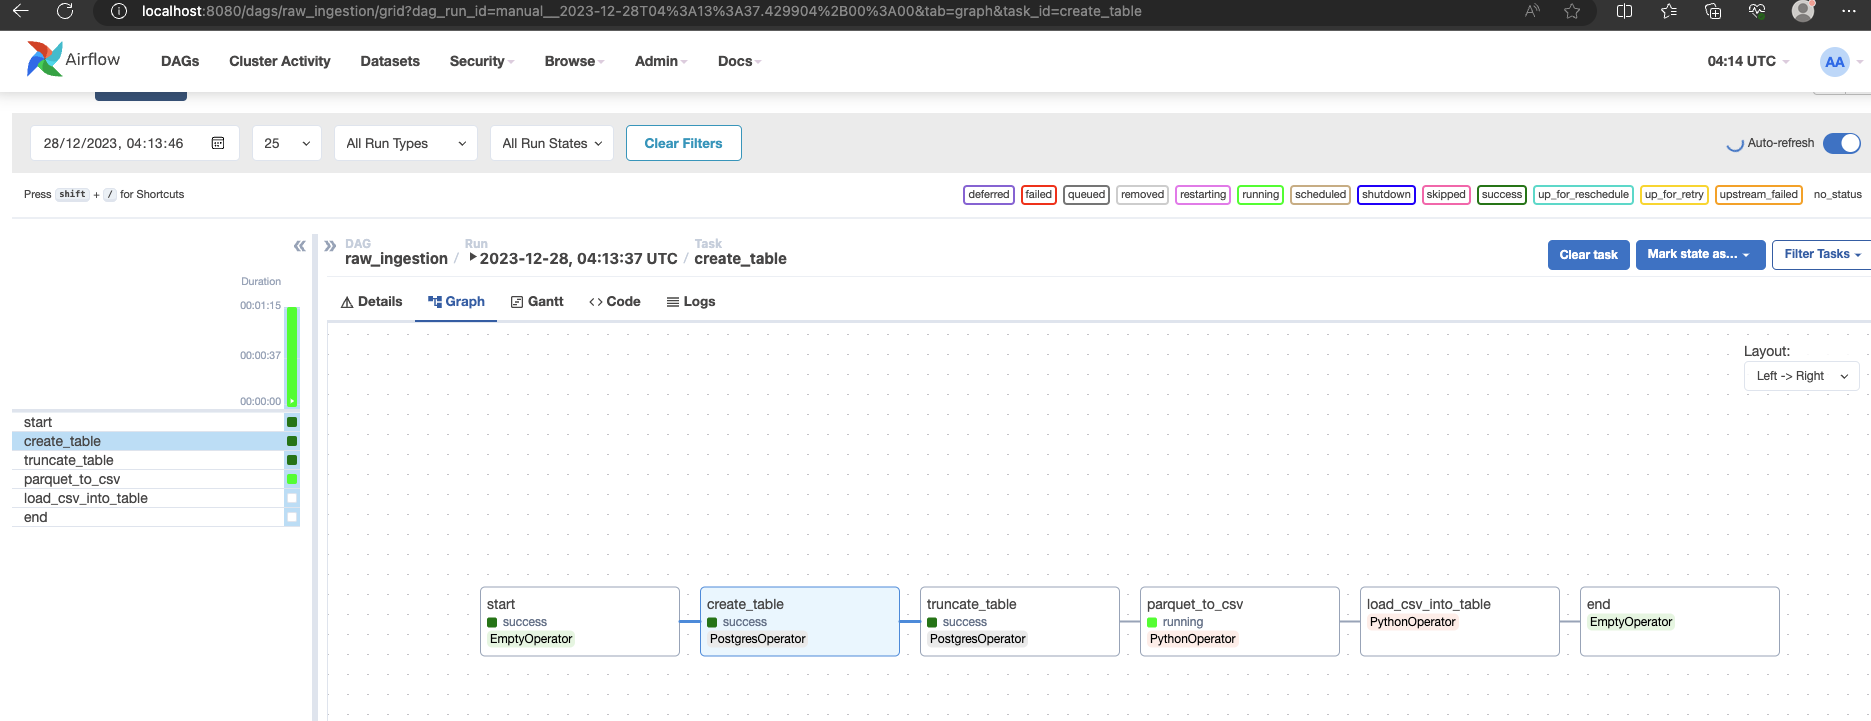 localhost:8080/dags/raw_ingestion/grid?dag_run_id=manual__2023-12-28T04%3A13%3A37.429904%2B00%3A00&tab=graph&task_id=create_table
Airflow DAGs Cluster Activity Datasets Security Browse Admin Docs 04:14 UTC AA
28/12/2023, 04:13:46 25 All Run Types All Run States Clear Filters Auto-refresh
Press shift + / for Shortcuts deferred failed queued removed restarting running scheduled shutdown skipped success up_for_reschedule up_for_retry upstream_failed no_status
DAG Run Task
raw_ingestion / 2023-12-28, 04:13:37 UTC / create_table
Clear task Mark state as... Filter Tasks
Details Graph Gantt Code Logs
Duration
00:01:15
00:00:37
00:00:00
start
create_table
truncate_table
parquet_to_csv
load_csv_into_table
end
Layout:
Left -> Right
start
success
EmptyOperator
create_table
success
PostgresOperator
truncate_table
success
PostgresOperator
parquet_to_csv
running
PythonOperator
load_csv_into_table
PythonOperator
end
EmptyOperator